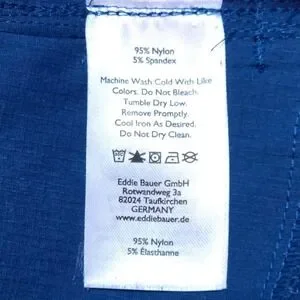 95% Nylon
5% Spandex
Machine Wash Cold With Like
Colors. Do Not Bleach.
Tumble Dry Low.
Remove Promptly.
Cool Iron As Desired.
Do Not Dry Clean.
Eddie Bauer GmbH
Rotwandweg 3a
82024 Taufkirchen
GERMANY
www.eddiebauer.de
95% Nylon
5% Élasthanne